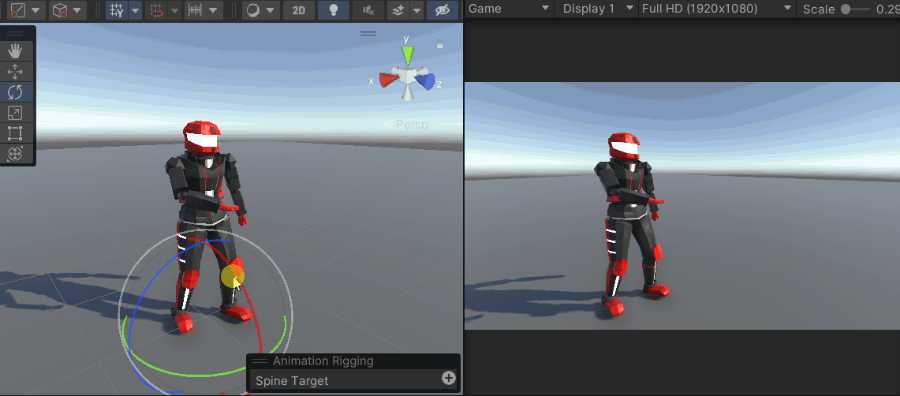 2D
Game
Display 1
Full HD (1920x1080)
Scale
0.29
y
x
z
Persp
Animation Rigging
Spine Target